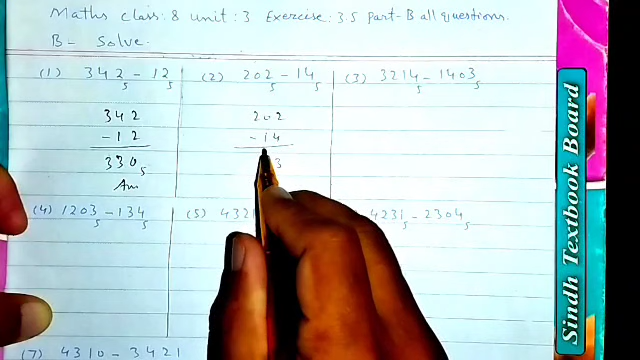 Maths class: 8 unit: 3 Exercise: 3.5 part-B all questions.
B- Solve.
(1) 342₅ - 12₅ (2) 202₅ - 14₅ (3) 3214₅ - 1403₅
342
- 12
330₅
Ans
202
- 14
3
(4) 1203₅ - 134₅ (5) 4321 4231₅ - 2304₅
(7) 4310 - 3421
Sindh Textbook Board